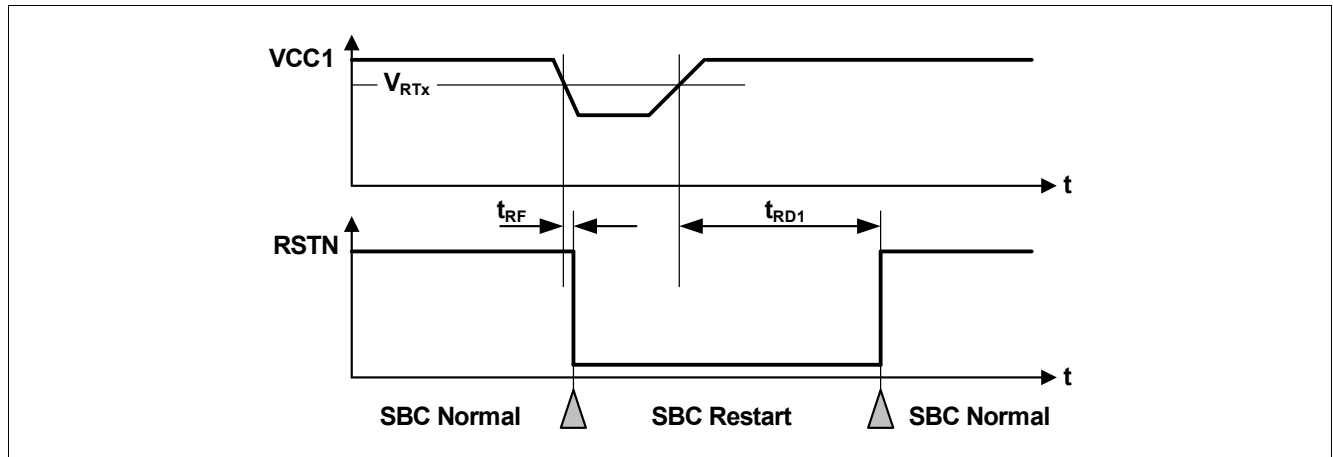 VCC1
VRTx
t
tRF
tRD1
RSTN
t
SBC Normal
SBC Restart
SBC Normal